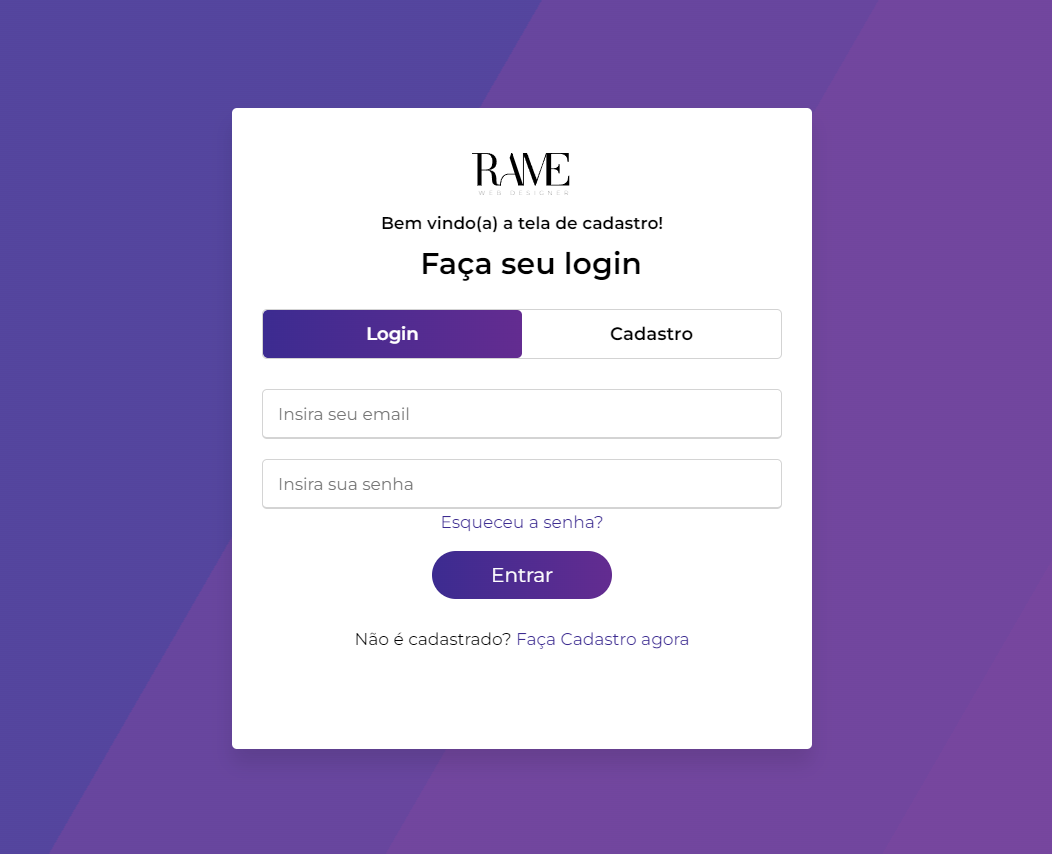 RAME
WEB DESIGNER
Bem vindo(a) a tela de cadastro!
Faça seu login
Login
Cadastro
Insira seu email
Insira sua senha
Esqueceu a senha?
Entrar
Não é cadastrado? Faça Cadastro agora